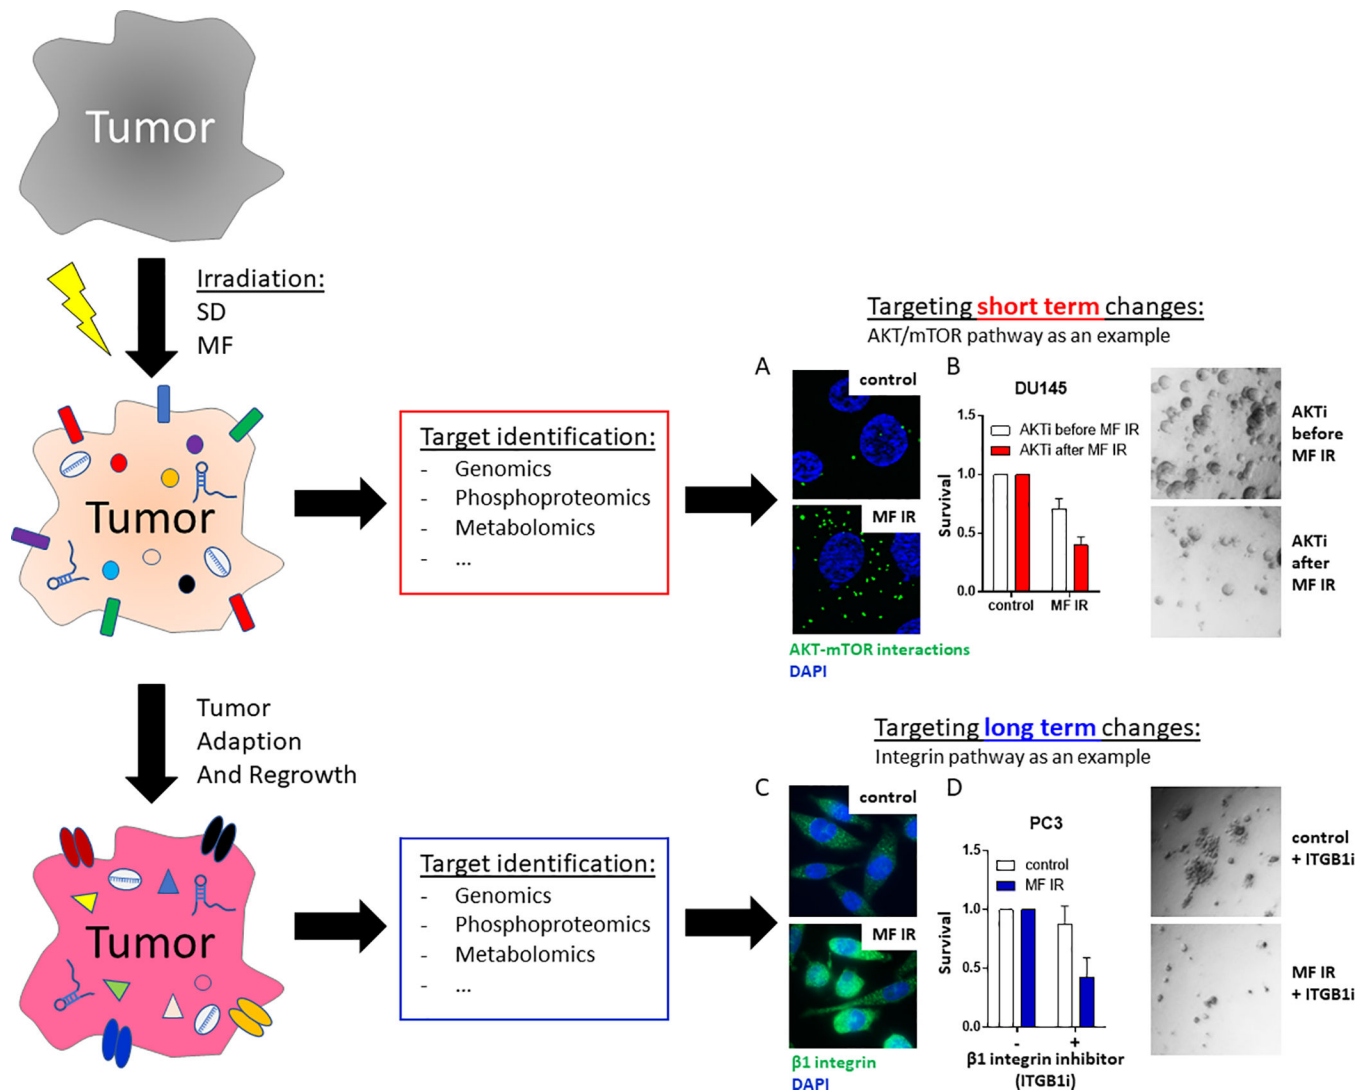 Tumor
Irradiation:
SD
MF
Tumor
Target identification:
- Genomics
- Phosphoproteomics
- Metabolomics
- ...
Targeting short term changes:
AKT/mTOR pathway as an example
A
control
MF IR
AKT-mTOR interactions
DAPI
B
DU145
AKTi before MF IR
AKTi after MF IR
Survival
1.5
1.0
0.5
0.0
control
MF IR
AKTi
before
MF IR
AKTi
after
MF IR
Tumor
Adaption
And Regrowth
Tumor
Target identification:
- Genomics
- Phosphoproteomics
- Metabolomics
- ...
Targeting long term changes:
Integrin pathway as an example
C
control
MF IR
β1 integrin
DAPI
D
PC3
control
MF IR
Survival
1.5
1.0
0.5
0.0
- +
β1 integrin inhibitor
(ITGB1i)
control
+ ITGB1i
MF IR
+ ITGB1i